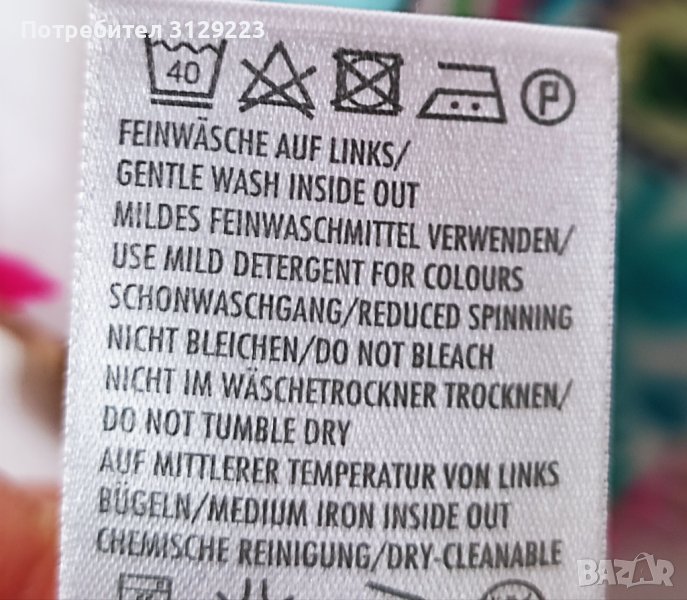 Потребител 3129223
40
P
FEINWÄSCHE AUF LINKS/
GENTLE WASH INSIDE OUT
MILDES FEINWASCHMITTEL VERWENDEN/
USE MILD DETERGENT FOR COLOURS
SCHONWASCHGANG/REDUCED SPINNING
NICHT BLEICHEN/DO NOT BLEACH
NICHT IM WÄSCHETROCKNER TROCKNEN/
DO NOT TUMBLE DRY
AUF MITTLERER TEMPERATUR VON LINKS
BÜGELN/MEDIUM IRON INSIDE OUT
CHEMISCHE REINIGUNG/DRY-CLEANABLE
BAZAR